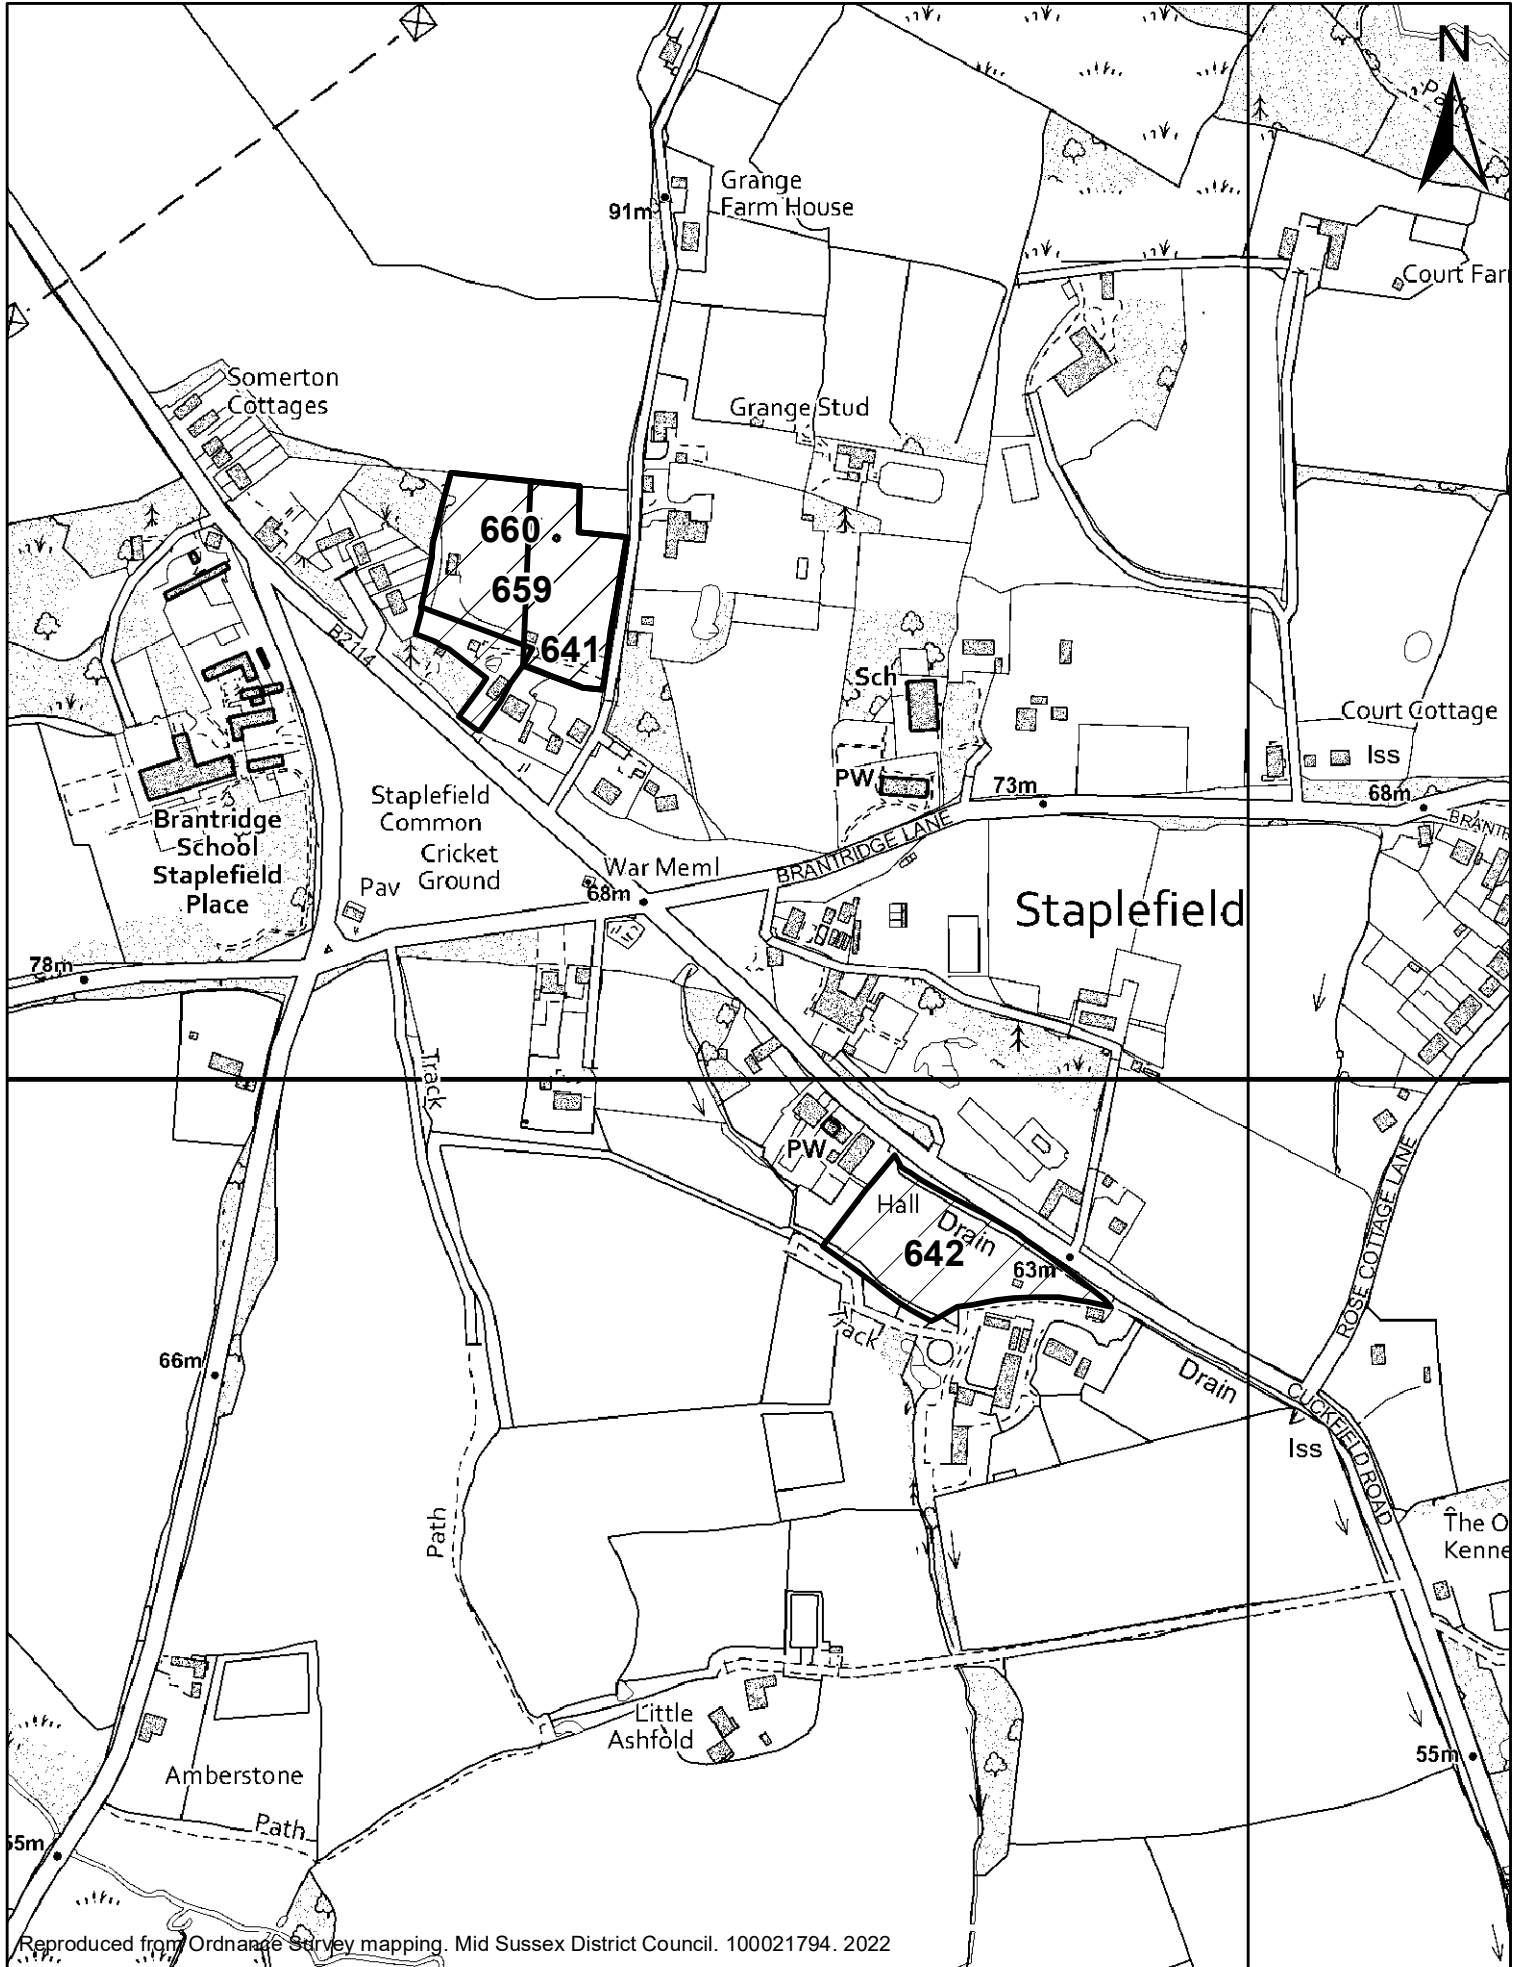 N
Path
Grange
Farm House
91m
Court Far
Somerton
Cottages
Grange Stud
660
659
641
B2114
Sch
Court Cottage
Iss
PW
73m
68m
BRANTR
Staplefield
Common
Cricket
Ground
Brantridge
School
Staplefield
Place
Pav
War Meml
68m
BRANTRIDGE LANE
Staplefield
78m
Track
PW
Hall
Drain
642
63m
ROSE COTTAGE LANE
Track
66m
Drain
CUCKFIELD ROAD
Iss
Path
The O
Kenne
Little
Ashfold
55m
Amberstone
Path
55m
Reproduced from Ordnance Survey mapping. Mid Sussex District Council. 100021794. 2022